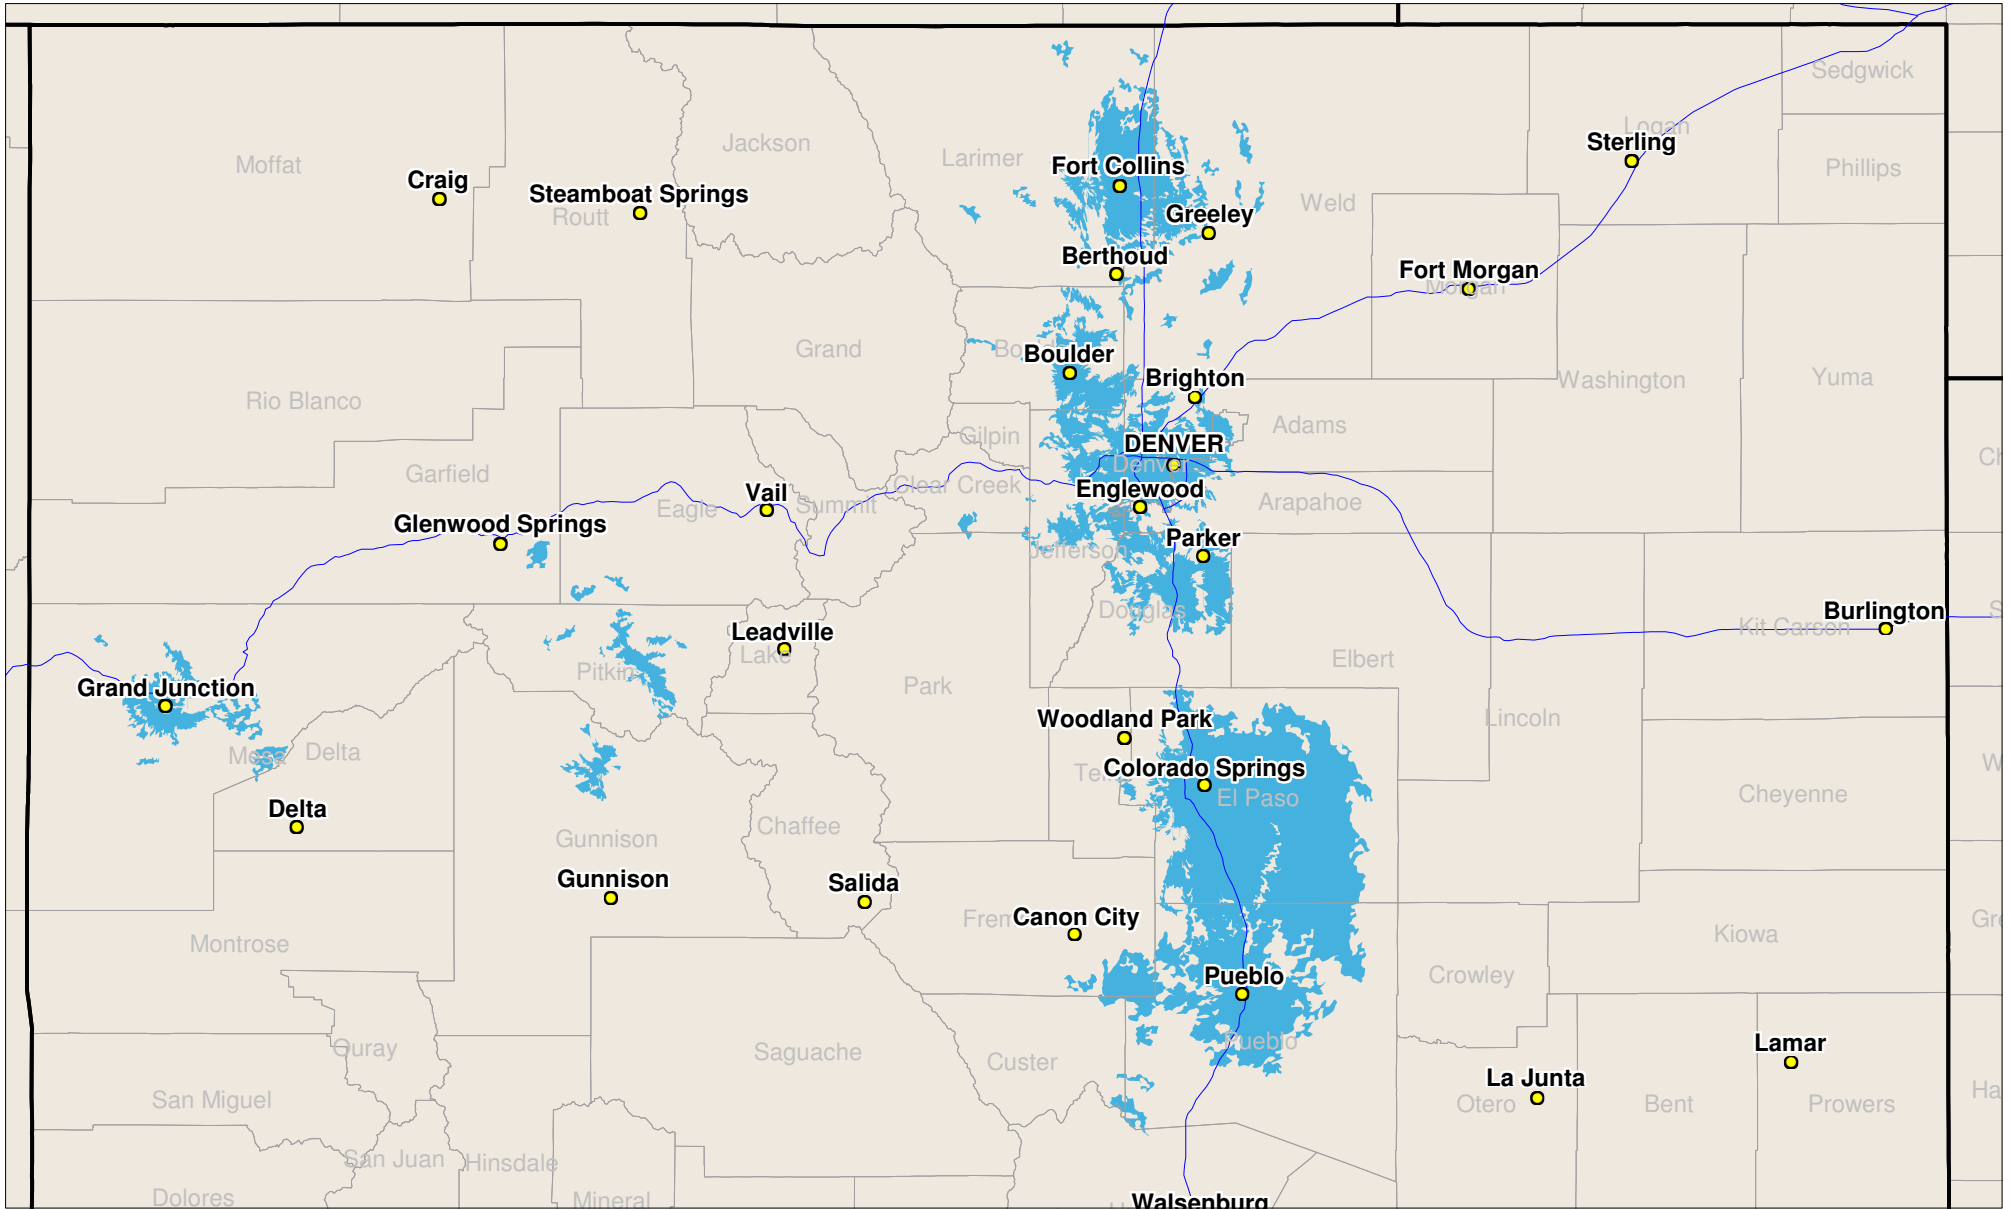 Sedgwick
Logan
Sterling
Jackson
Larimer
Moffat
Fort Collins
Phillips
Craig
Steamboat Springs
Routt
Weld
Greeley
Berthoud
Fort Morgan
Morgan
Grand
Boulder
Brighton
Washington
Yuma
Rio Blanco
Adams
Gilpin
DENVER
Denver
Garfield
Clear Creek
Englewood
Vail
Eagle
Summit
Arapahoe
Glenwood Springs
Parker
Jefferson
Douglas
Burlington
Kit Carson
Leadville
Lake
Elbert
Pitkin
Park
Grand Junction
Woodland Park
Lincoln
Mesa
Delta
Colorado Springs
El Paso
Cheyenne
Delta
Gunnison
Chaffee
Gunnison
Salida
Canon City
Montrose
Kiowa
Pueblo
Crowley
Ouray
Saguache
Custer
Pueblo
Lamar
La Junta
San Miguel
Otero
Bent
Prowers
San Juan
Hinsdale
Dolores
Mineral
Walsenburg